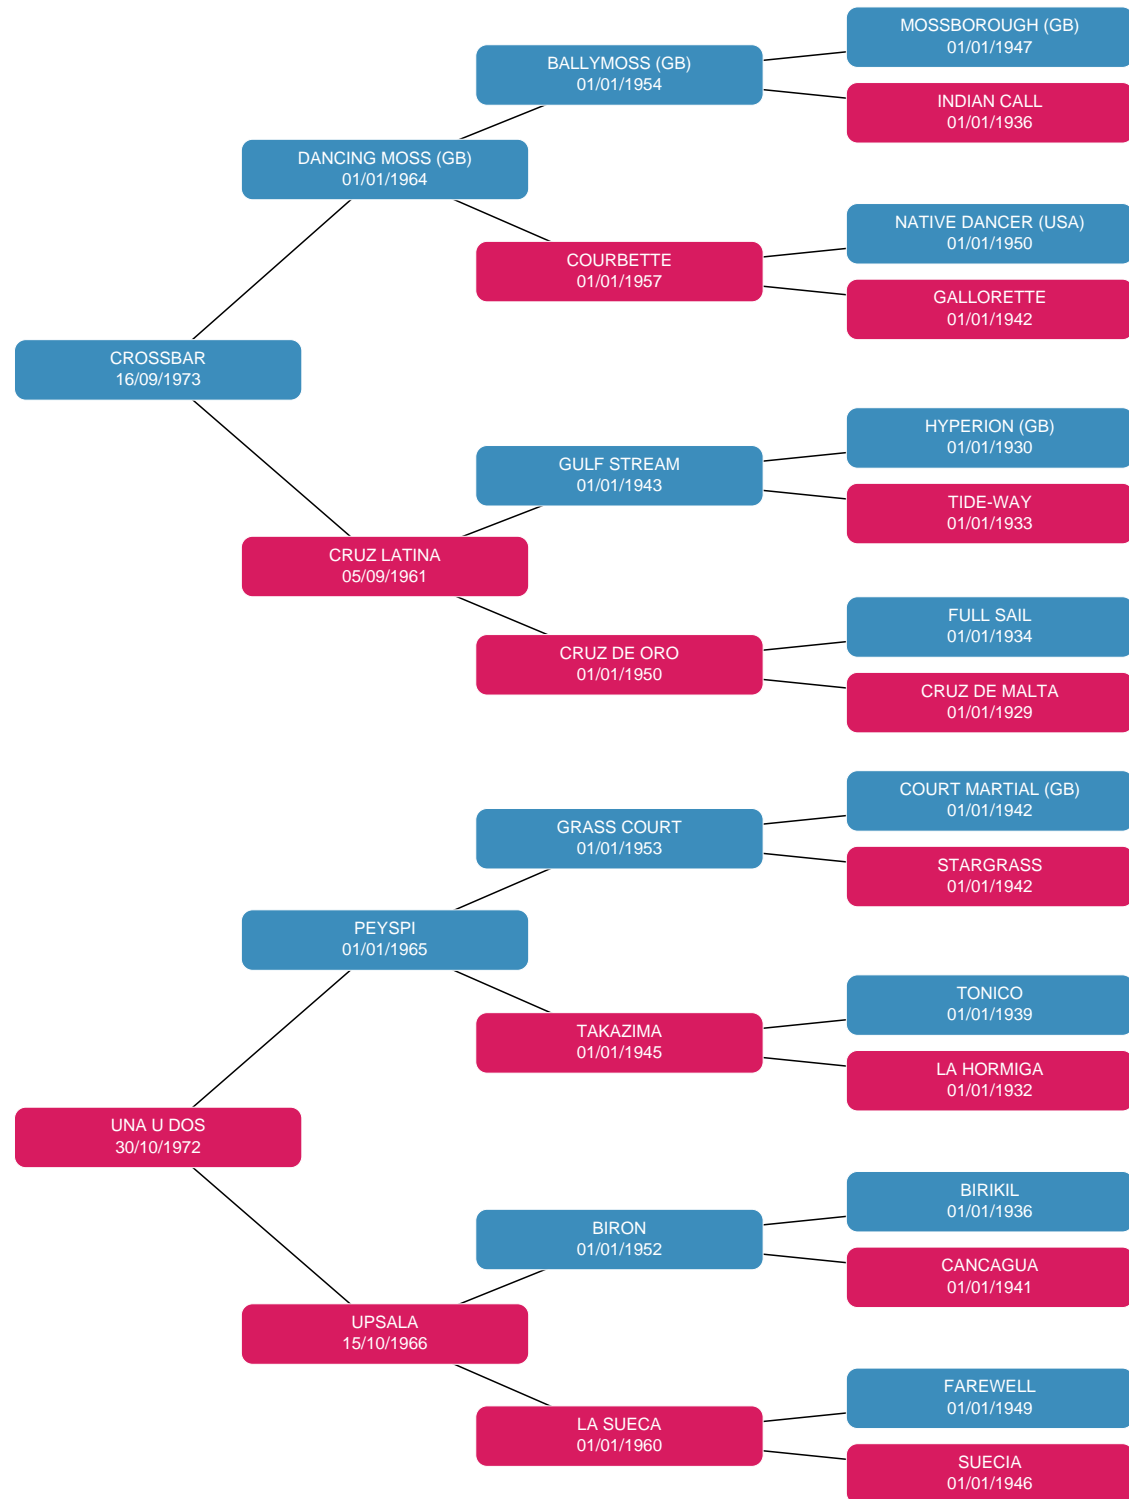 MOSSBOROUGH (GB)
01/01/1947
BALLYMOSS (GB)
01/01/1954
INDIAN CALL
01/01/1936
DANCING MOSS (GB)
01/01/1964
NATIVE DANCER (USA)
01/01/1950
COURBETTE
01/01/1957
GALLORETTE
01/01/1942
CROSSBAR
16/09/1973
HYPERION (GB)
01/01/1930
GULF STREAM
01/01/1943
TIDE-WAY
01/01/1933
CRUZ LATINA
05/09/1961
FULL SAIL
01/01/1934
CRUZ DE ORO
01/01/1950
CRUZ DE MALTA
01/01/1929
COURT MARTIAL (GB)
01/01/1942
GRASS COURT
01/01/1953
STARGRASS
01/01/1942
PEYSPI
01/01/1965
TONICO
01/01/1939
TAKAZIMA
01/01/1945
LA HORMIGA
01/01/1932
UNA U DOS
30/10/1972
BIRIKIL
01/01/1936
BIRON
01/01/1952
CANCAGUA
01/01/1941
UPSALA
15/10/1966
FAREWELL
01/01/1949
LA SUECA
01/01/1960
SUECIA
01/01/1946